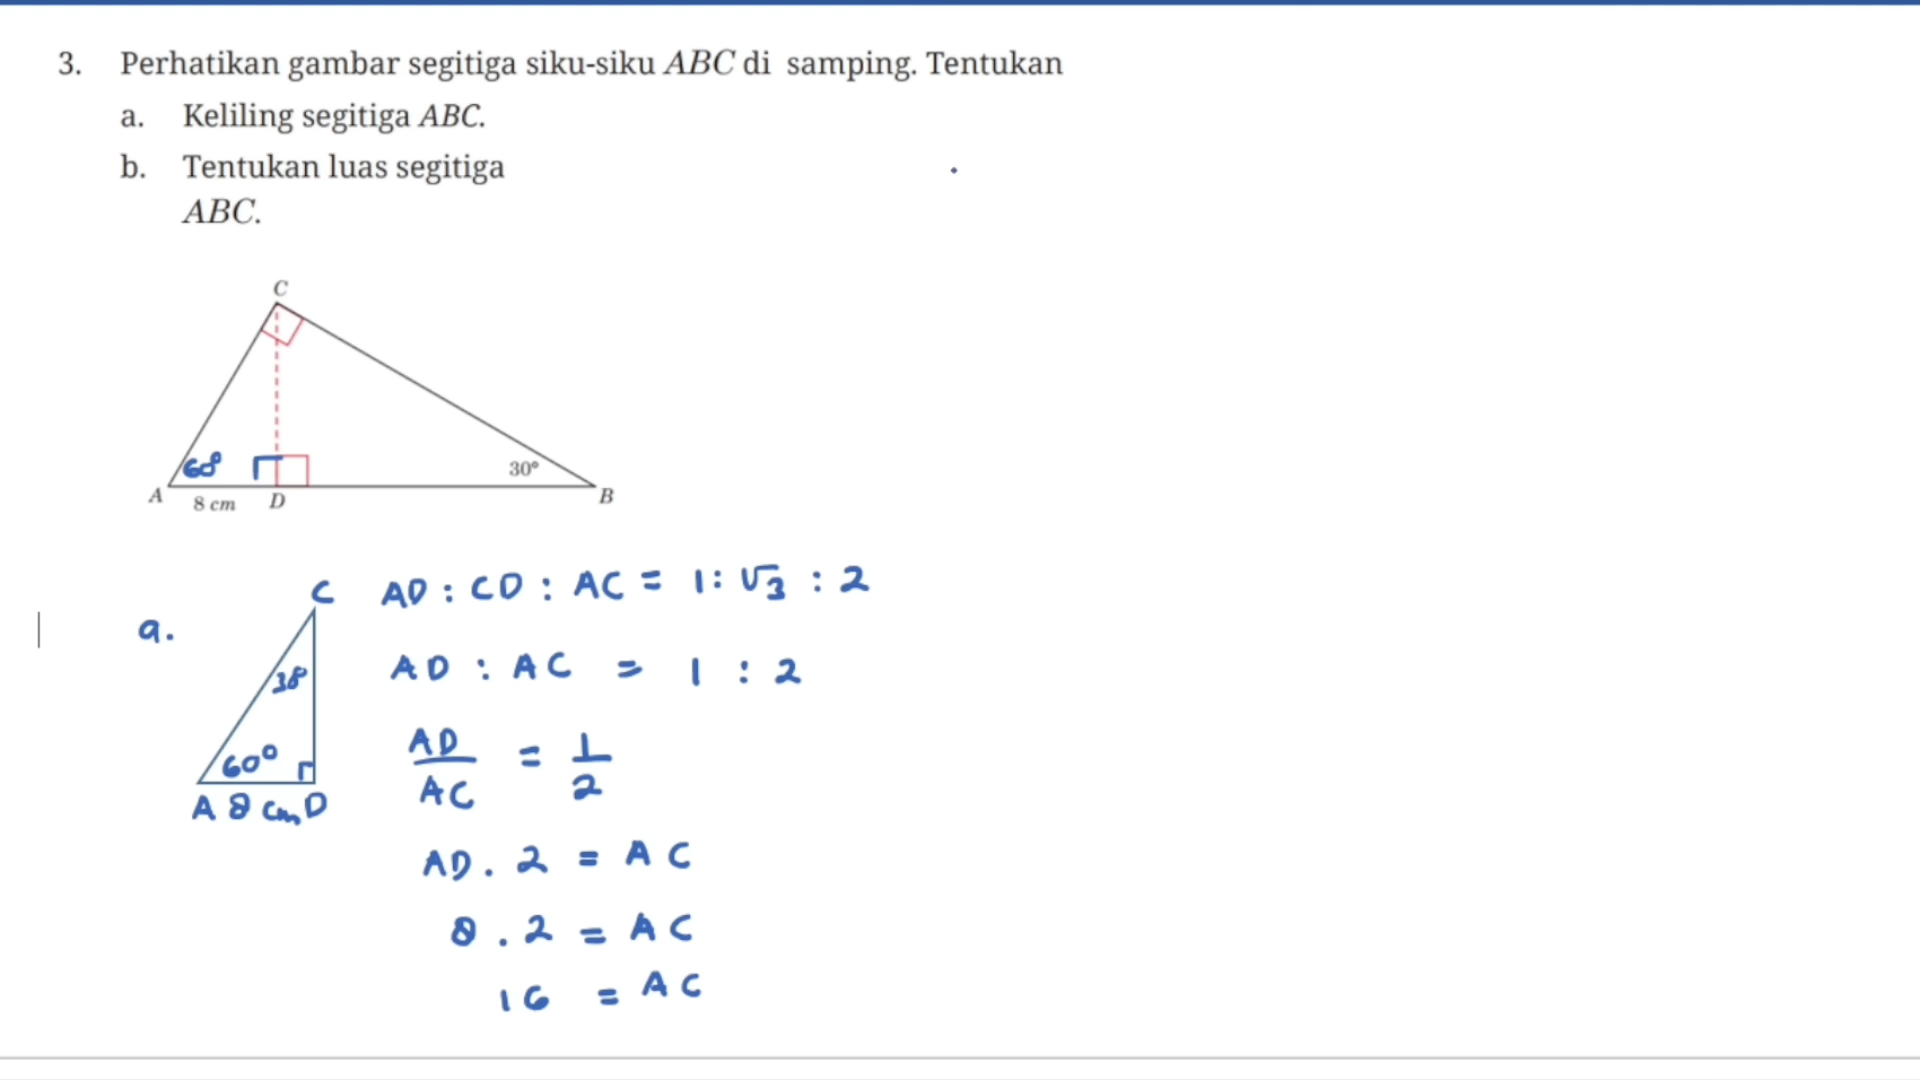 3. Perhatikan gambar segitiga siku-siku ABC di samping. Tentukan
a. Keliling segitiga ABC.
b. Tentukan luas segitiga
ABC.
C
60°
30°
A
8 cm
D
B
a.
C
30°
60°
A 8 cm D
AD : CD : AC = 1 : √3 : 2
AD : AC = 1 : 2
AD/AC = 1/2
AD . 2 = AC
8 . 2 = AC
16 = AC